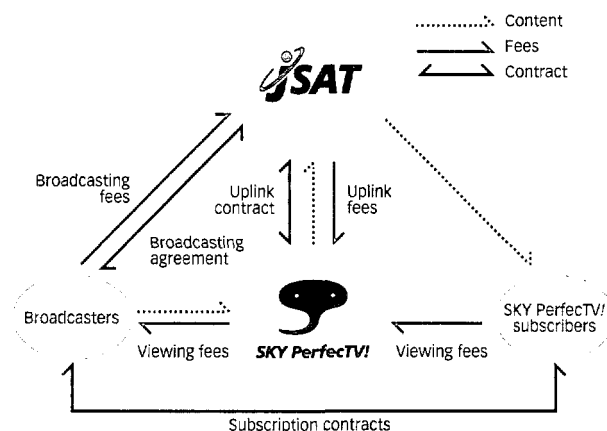 Content
Fees
Contract
JSAT
Broadcasting
fees
Uplink
contract
Uplink
fees
Broadcasting
agreement
Broadcasters
SKY PerfecTV!
subscribers
Viewing fees
SKY PerfecTV!
Viewing fees
Subscription contracts